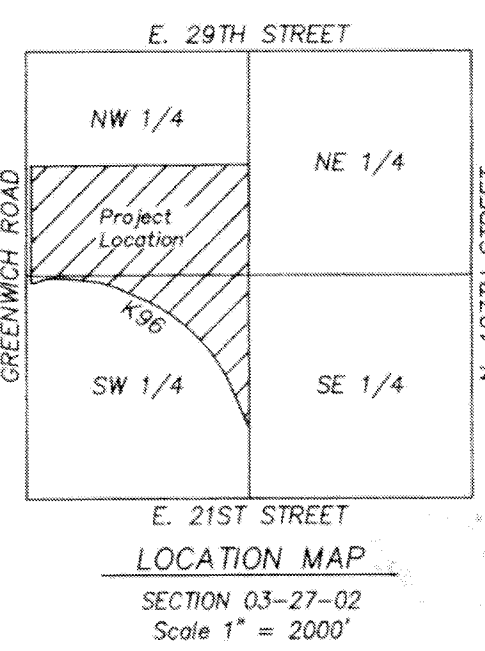 E. 29TH STREET
NW 1/4
NE 1/4
GREENWICH ROAD
Project
Location
K96
SW 1/4
SE 1/4
E. 21ST STREET
LOCATION MAP
SECTION 03-27-02
Scale 1" = 2000'